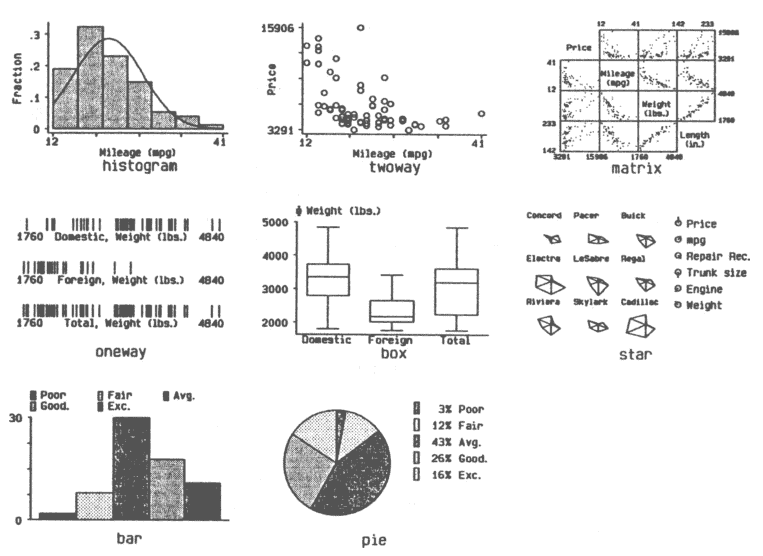 .3
.2
.1
0
Fraction
12 41
Mileage (mpg)
histogram
15906
Price
3291
12 41
Mileage (mpg)
twoway
12 41 142 233
Price
15906
3291
41
Mileage
(mpg)
12
4840
Weight
(lbs.)
1760
233
Length
(in.)
142
3291 15906 1760 4840
matrix
1760 Domestic, Weight (lbs.) 4840
1760 Foreign, Weight (lbs.) 4840
1760 Total, Weight (lbs.) 4840
oneway
Weight (lbs.)
5000
4000
3000
2000
Domestic Foreign Total
box
Concord Pacer Buick
Electra LeSabre Regal
Riviera Skylark Cadillac
Price
mpg
Repair Rec.
Trunk size
Engine
Weight
star
Poor Fair Avg.
Good. Exc.
30
0
bar
3% Poor
12% Fair
43% Avg.
26% Good.
16% Exc.
pie